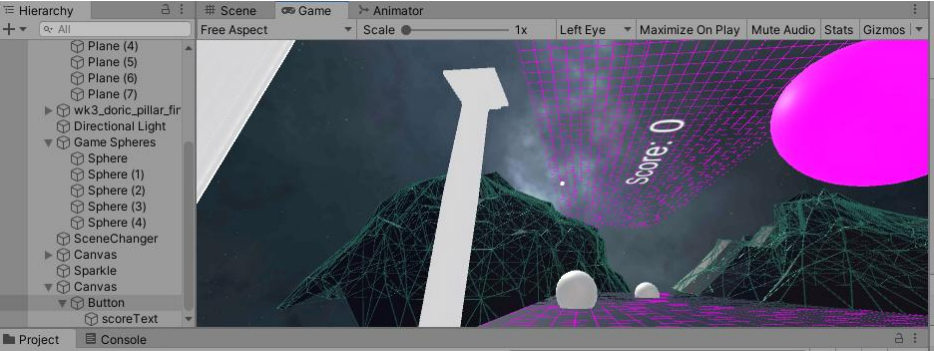 Hierarchy
# Scene Game Animator
All
Free Aspect Scale 1x Left Eye Maximize On Play Mute Audio Stats Gizmos
Plane (4)
Plane (5)
Plane (6)
Plane (7)
wk3_doric_pillar_fir
Directional Light
Game Spheres
Sphere
Sphere (1)
Sphere (2)
Sphere (3)
Sphere (4)
SceneChanger
Canvas
Sparkle
Canvas
Button
scoreText
Score: 0
Project Console